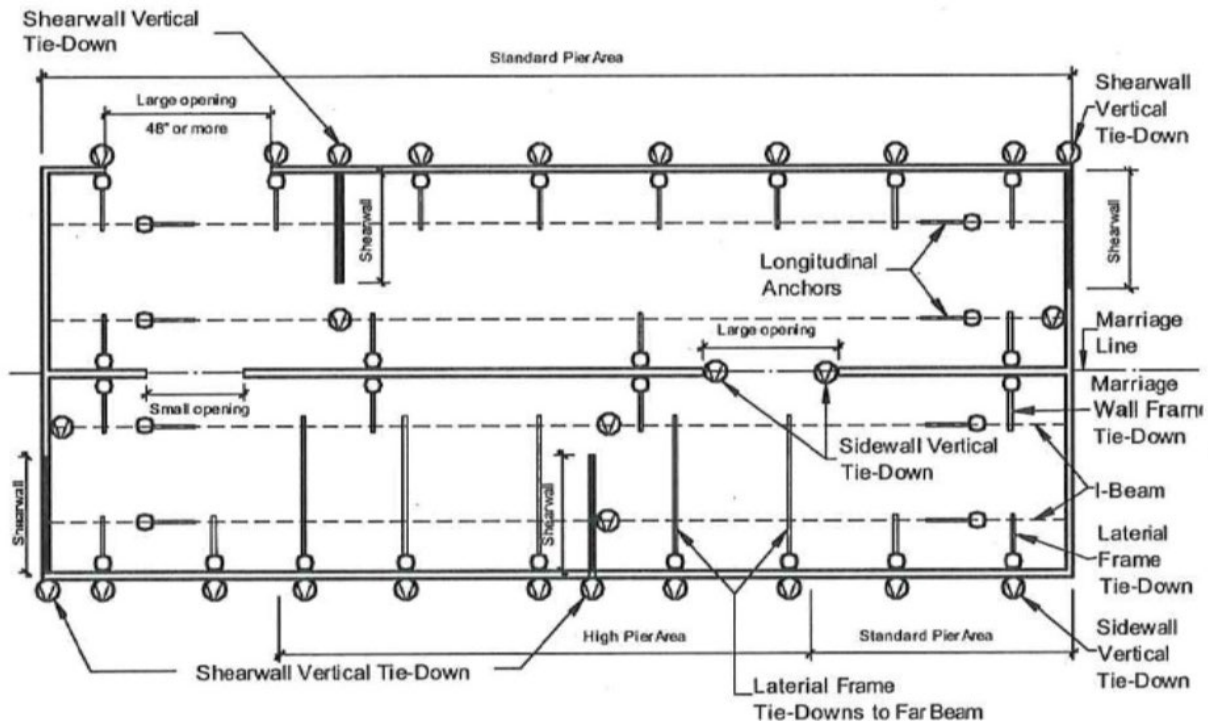 Shearwall Vertical
Tie-Down
Standard Pier Area
Large opening
48" or more
Shearwall
Vertical
Tie-Down
Shearwall
Shearwall
Longitudinal
Anchors
Large opening
Marriage
Line
Small opening
Marriage
Wall Frame
Tie-Down
Sidewall Vertical
Tie-Down
Shearwall
Shearwall
I-Beam
Laterial
Frame
Tie-Down
High Pier Area
Standard Pier Area
Sidewall
Vertical
Tie-Down
Shearwall Vertical Tie-Down
Laterial Frame
Tie-Downs to Far Beam